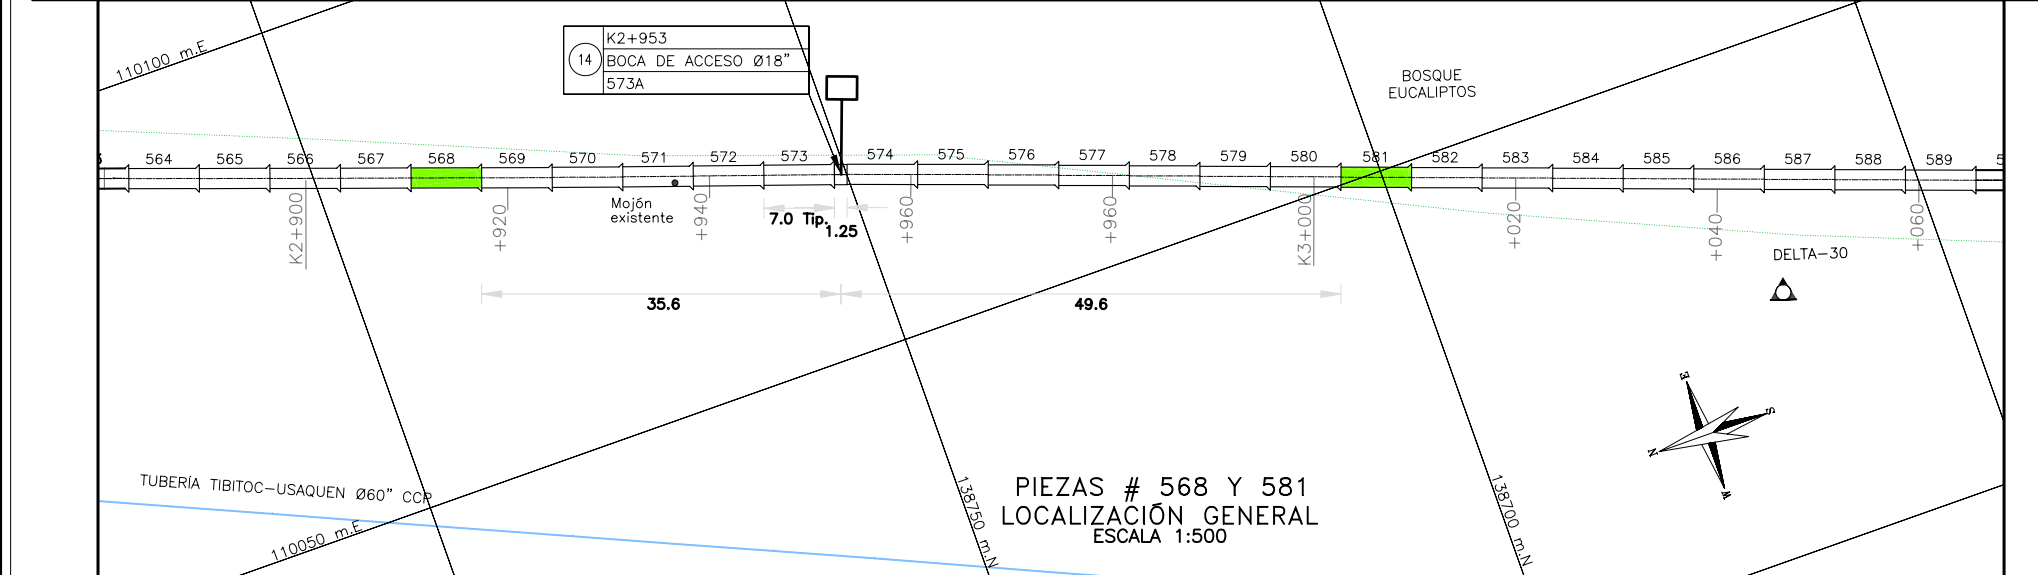 110100 m.E
14
K2+953
BOCA DE ACCESO Ø18"
573A
BOSQUE
EUCALIPTOS
564 565 566 567 568 569 570 571 572 573 574 575 576 577 578 579 580 581 582 583 584 585 586 587 588 589
K2+900
+920
Mojón
existente
+940
7.0 Tip.
1.25
+960
+960
K3+000
+020
+040
+060
DELTA-30
35.6
49.6
E
S
N
W
TUBERÍA TIBITOC-USAQUEN Ø60" CCP
110050 m.E
138750 m.N
138700 m.N
PIEZAS # 568 Y 581
LOCALIZACIÓN GENERAL
ESCALA 1:500